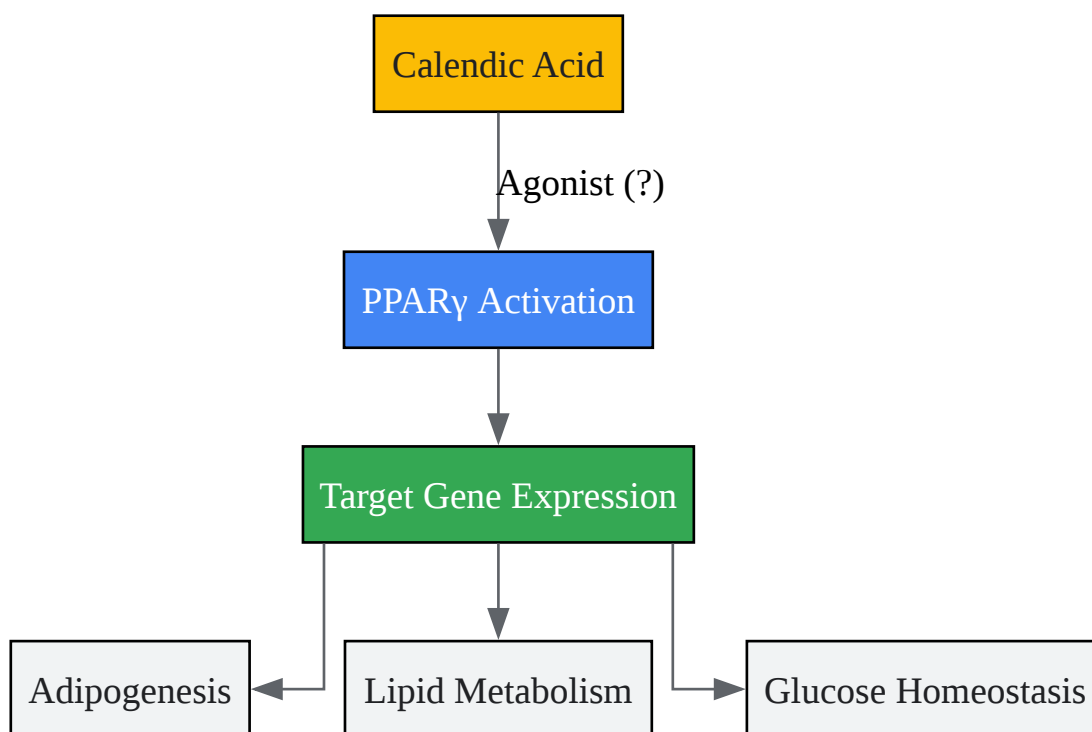 Calendic Acid
Agonist (?)
PPARγ Activation
Target Gene Expression
Adipogenesis
Lipid Metabolism
Glucose Homeostasis